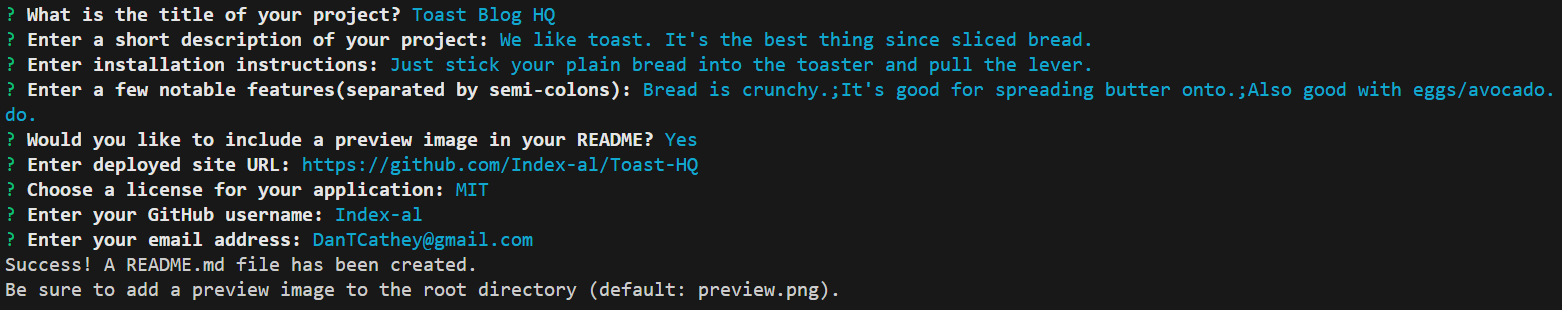 ? What is the title of your project? Toast Blog HQ
? Enter a short description of your project: We like toast. It's the best thing since sliced bread.
? Enter installation instructions: Just stick your plain bread into the toaster and pull the lever.
? Enter a few notable features(separated by semi-colons): Bread is crunchy.;It's good for spreading butter onto.;Also good with eggs/avocado.
do.
? Would you like to include a preview image in your README? Yes
? Enter deployed site URL: https://github.com/Index-al/Toast-HQ
? Choose a license for your application: MIT
? Enter your GitHub username: Index-al
? Enter your email address: DanTCathey@gmail.com
Success! A README.md file has been created.
Be sure to add a preview image to the root directory (default: preview.png).